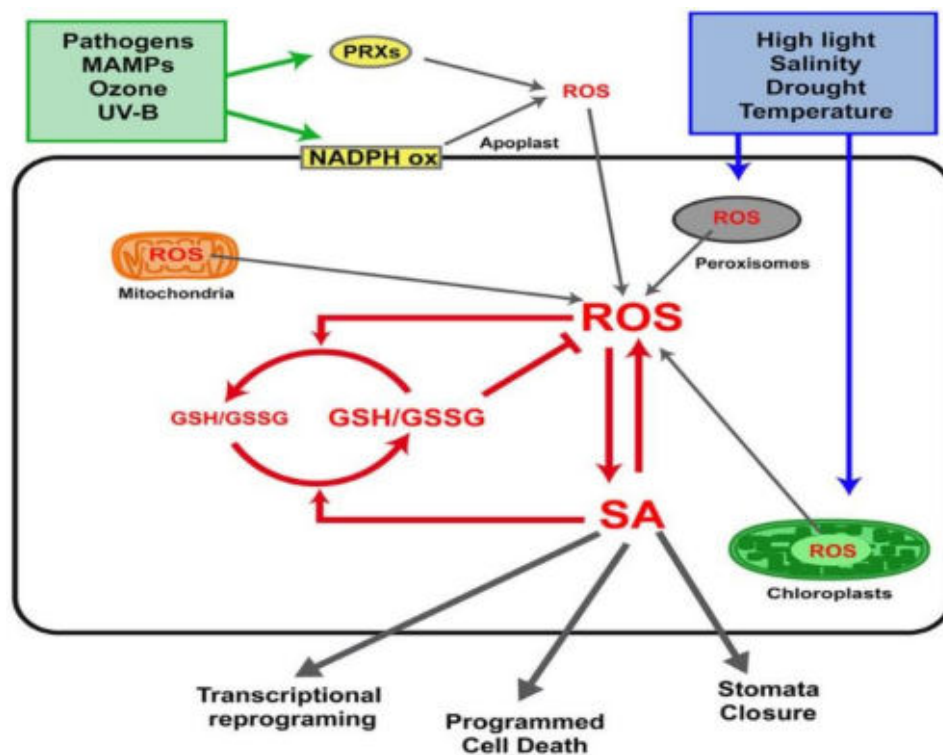 Pathogens
MAMPs
Ozone
UV-B
PRXs
ROS
High light
Salinity
Drought
Temperature
Apoplast
NADPH ox
ROS
Mitochondria
ROS
Peroxisomes
ROS
GSH/GSSG
GSH/GSSG
SA
ROS
Chloroplasts
Transcriptional
reprograming
Programmed
Cell Death
Stomata
Closure